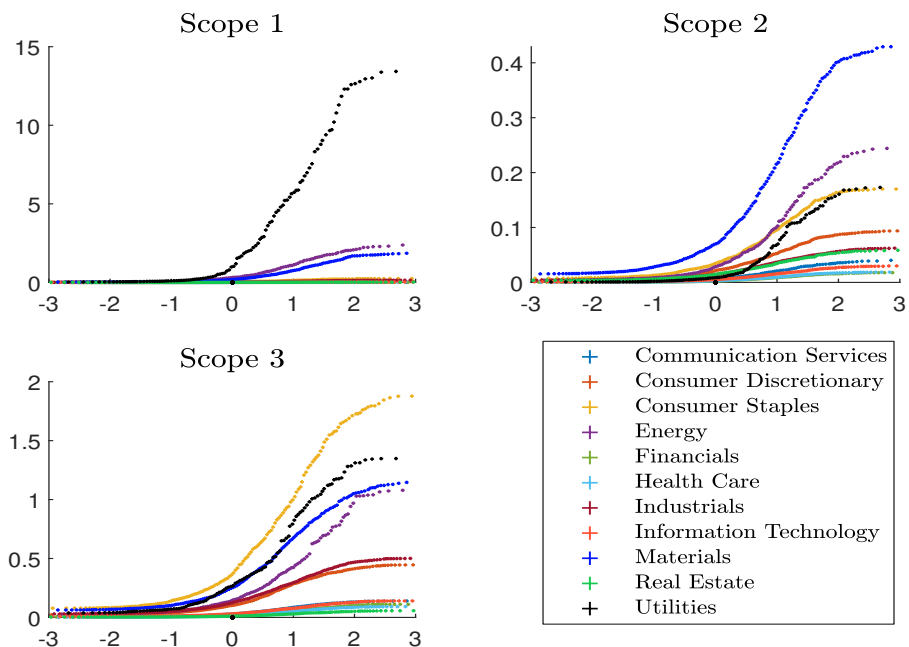 Scope 1
15
10
5
0
-3 -2 -1 0 1 2 3
Scope 2
0.4
0.3
0.2
0.1
0
-3 -2 -1 0 1 2 3
Scope 3
2
1.5
1
0.5
0
-3 -2 -1 0 1 2 3
Communication Services
Consumer Discretionary
Consumer Staples
Energy
Financials
Health Care
Industrials
Information Technology
Materials
Real Estate
Utilities